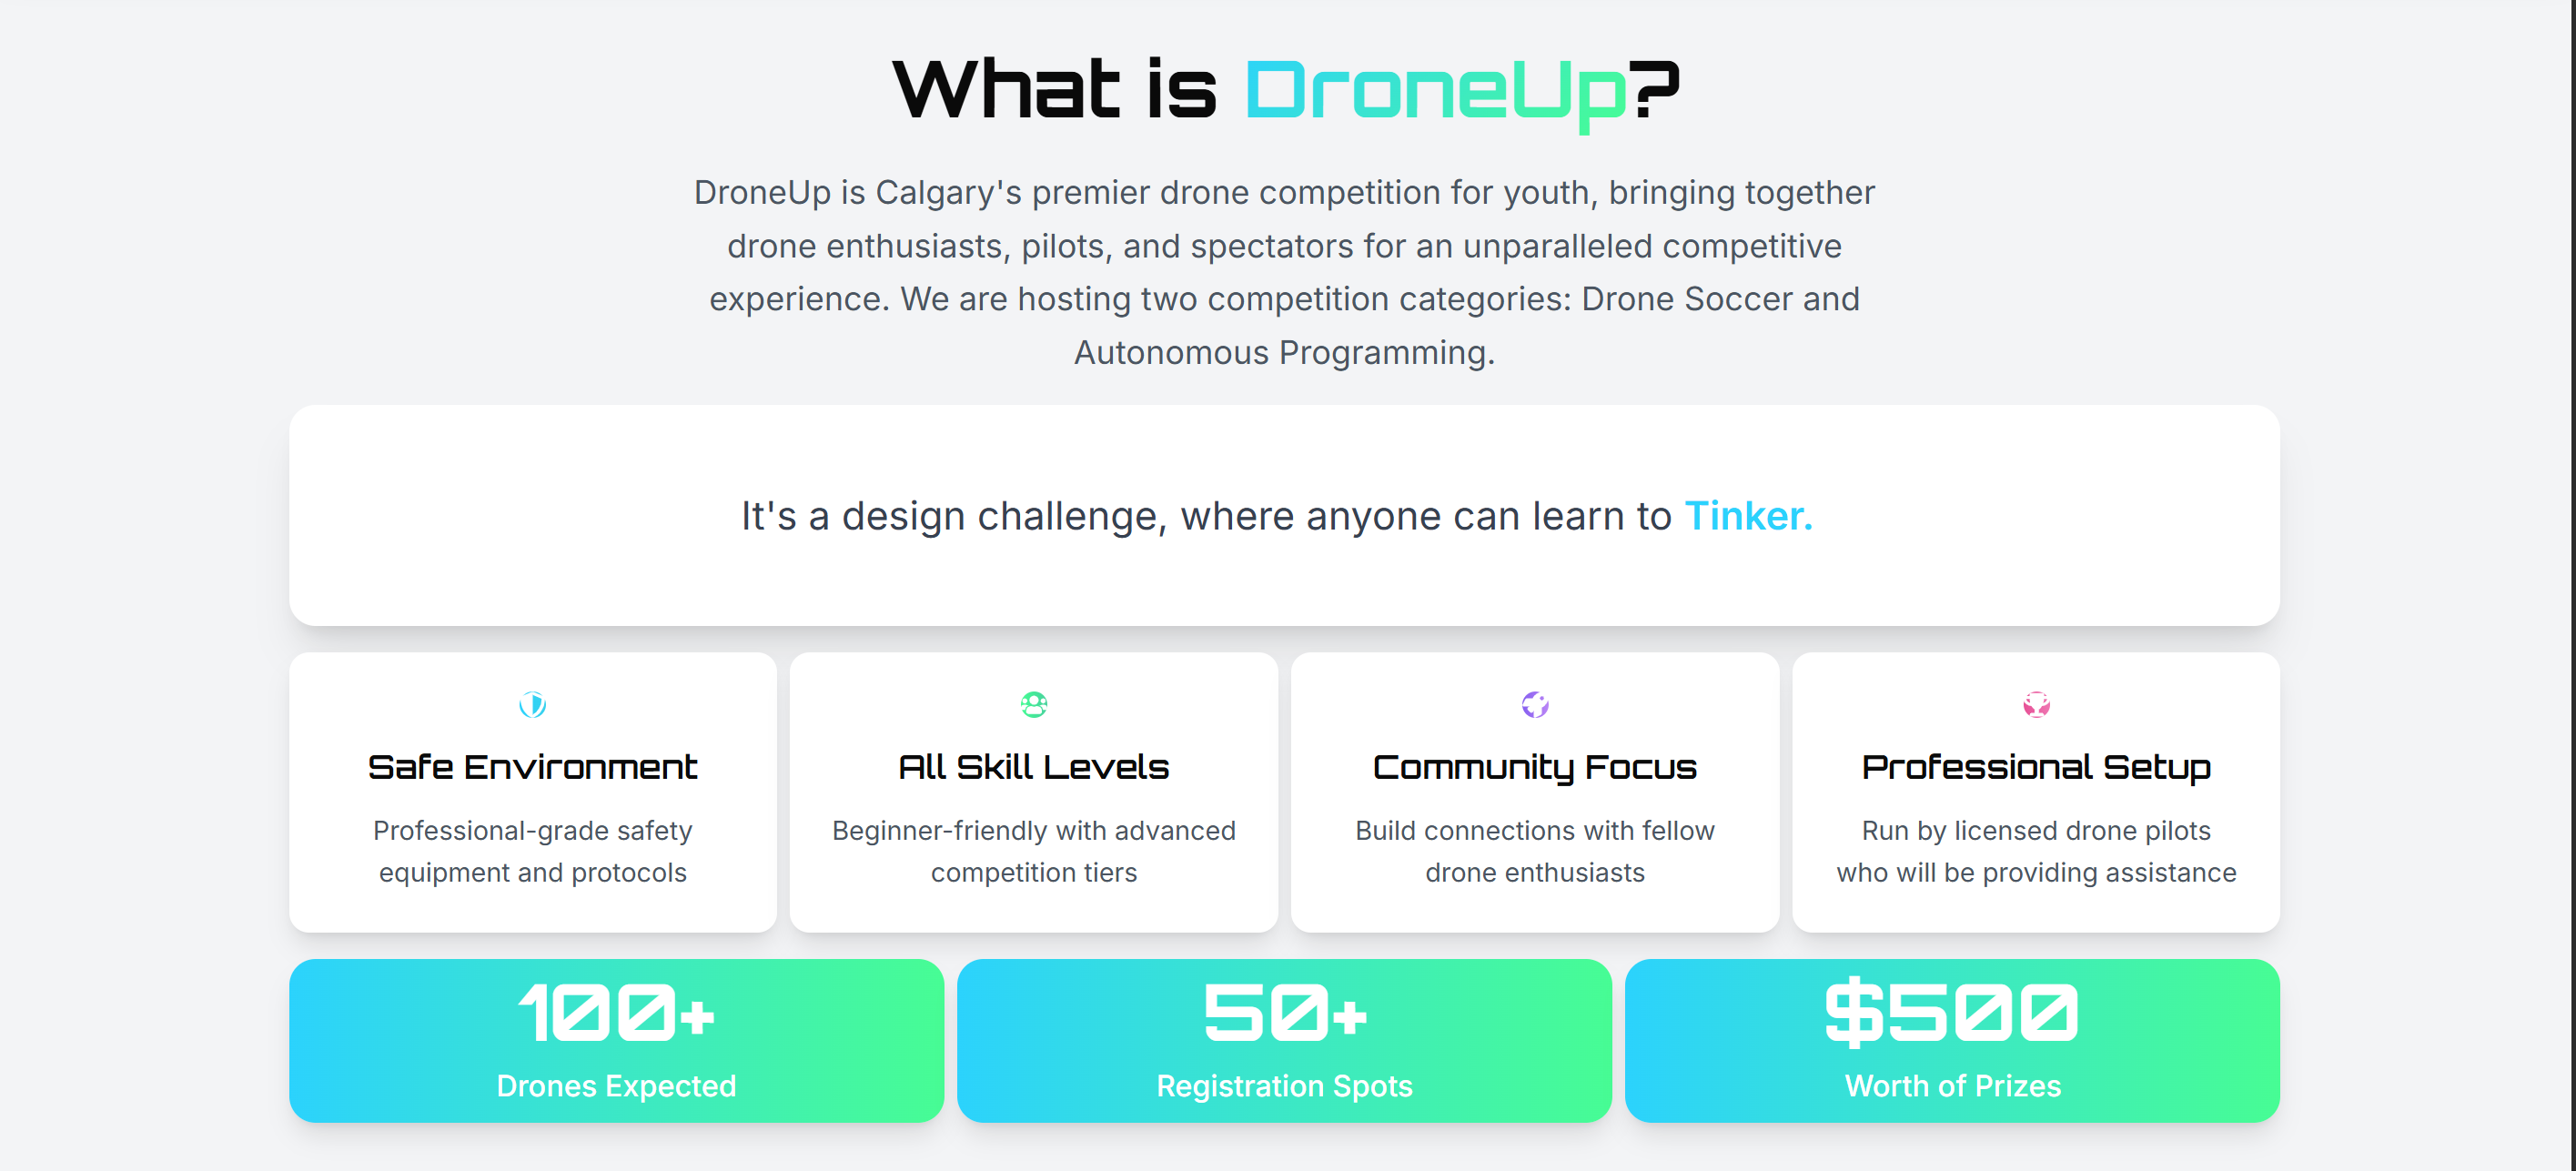 What is DroneUp?
DroneUp is Calgary's premier drone competition for youth, bringing together
drone enthusiasts, pilots, and spectators for an unparalleled competitive
experience. We are hosting two competition categories: Drone Soccer and
Autonomous Programming.
It's a design challenge, where anyone can learn to Tinker.
Safe Environment
Professional-grade safety
equipment and protocols
All Skill Levels
Beginner-friendly with advanced
competition tiers
Community Focus
Build connections with fellow
drone enthusiasts
Professional Setup
Run by licensed drone pilots
who will be providing assistance
100+
Drones Expected
50+
Registration Spots
$500
Worth of Prizes